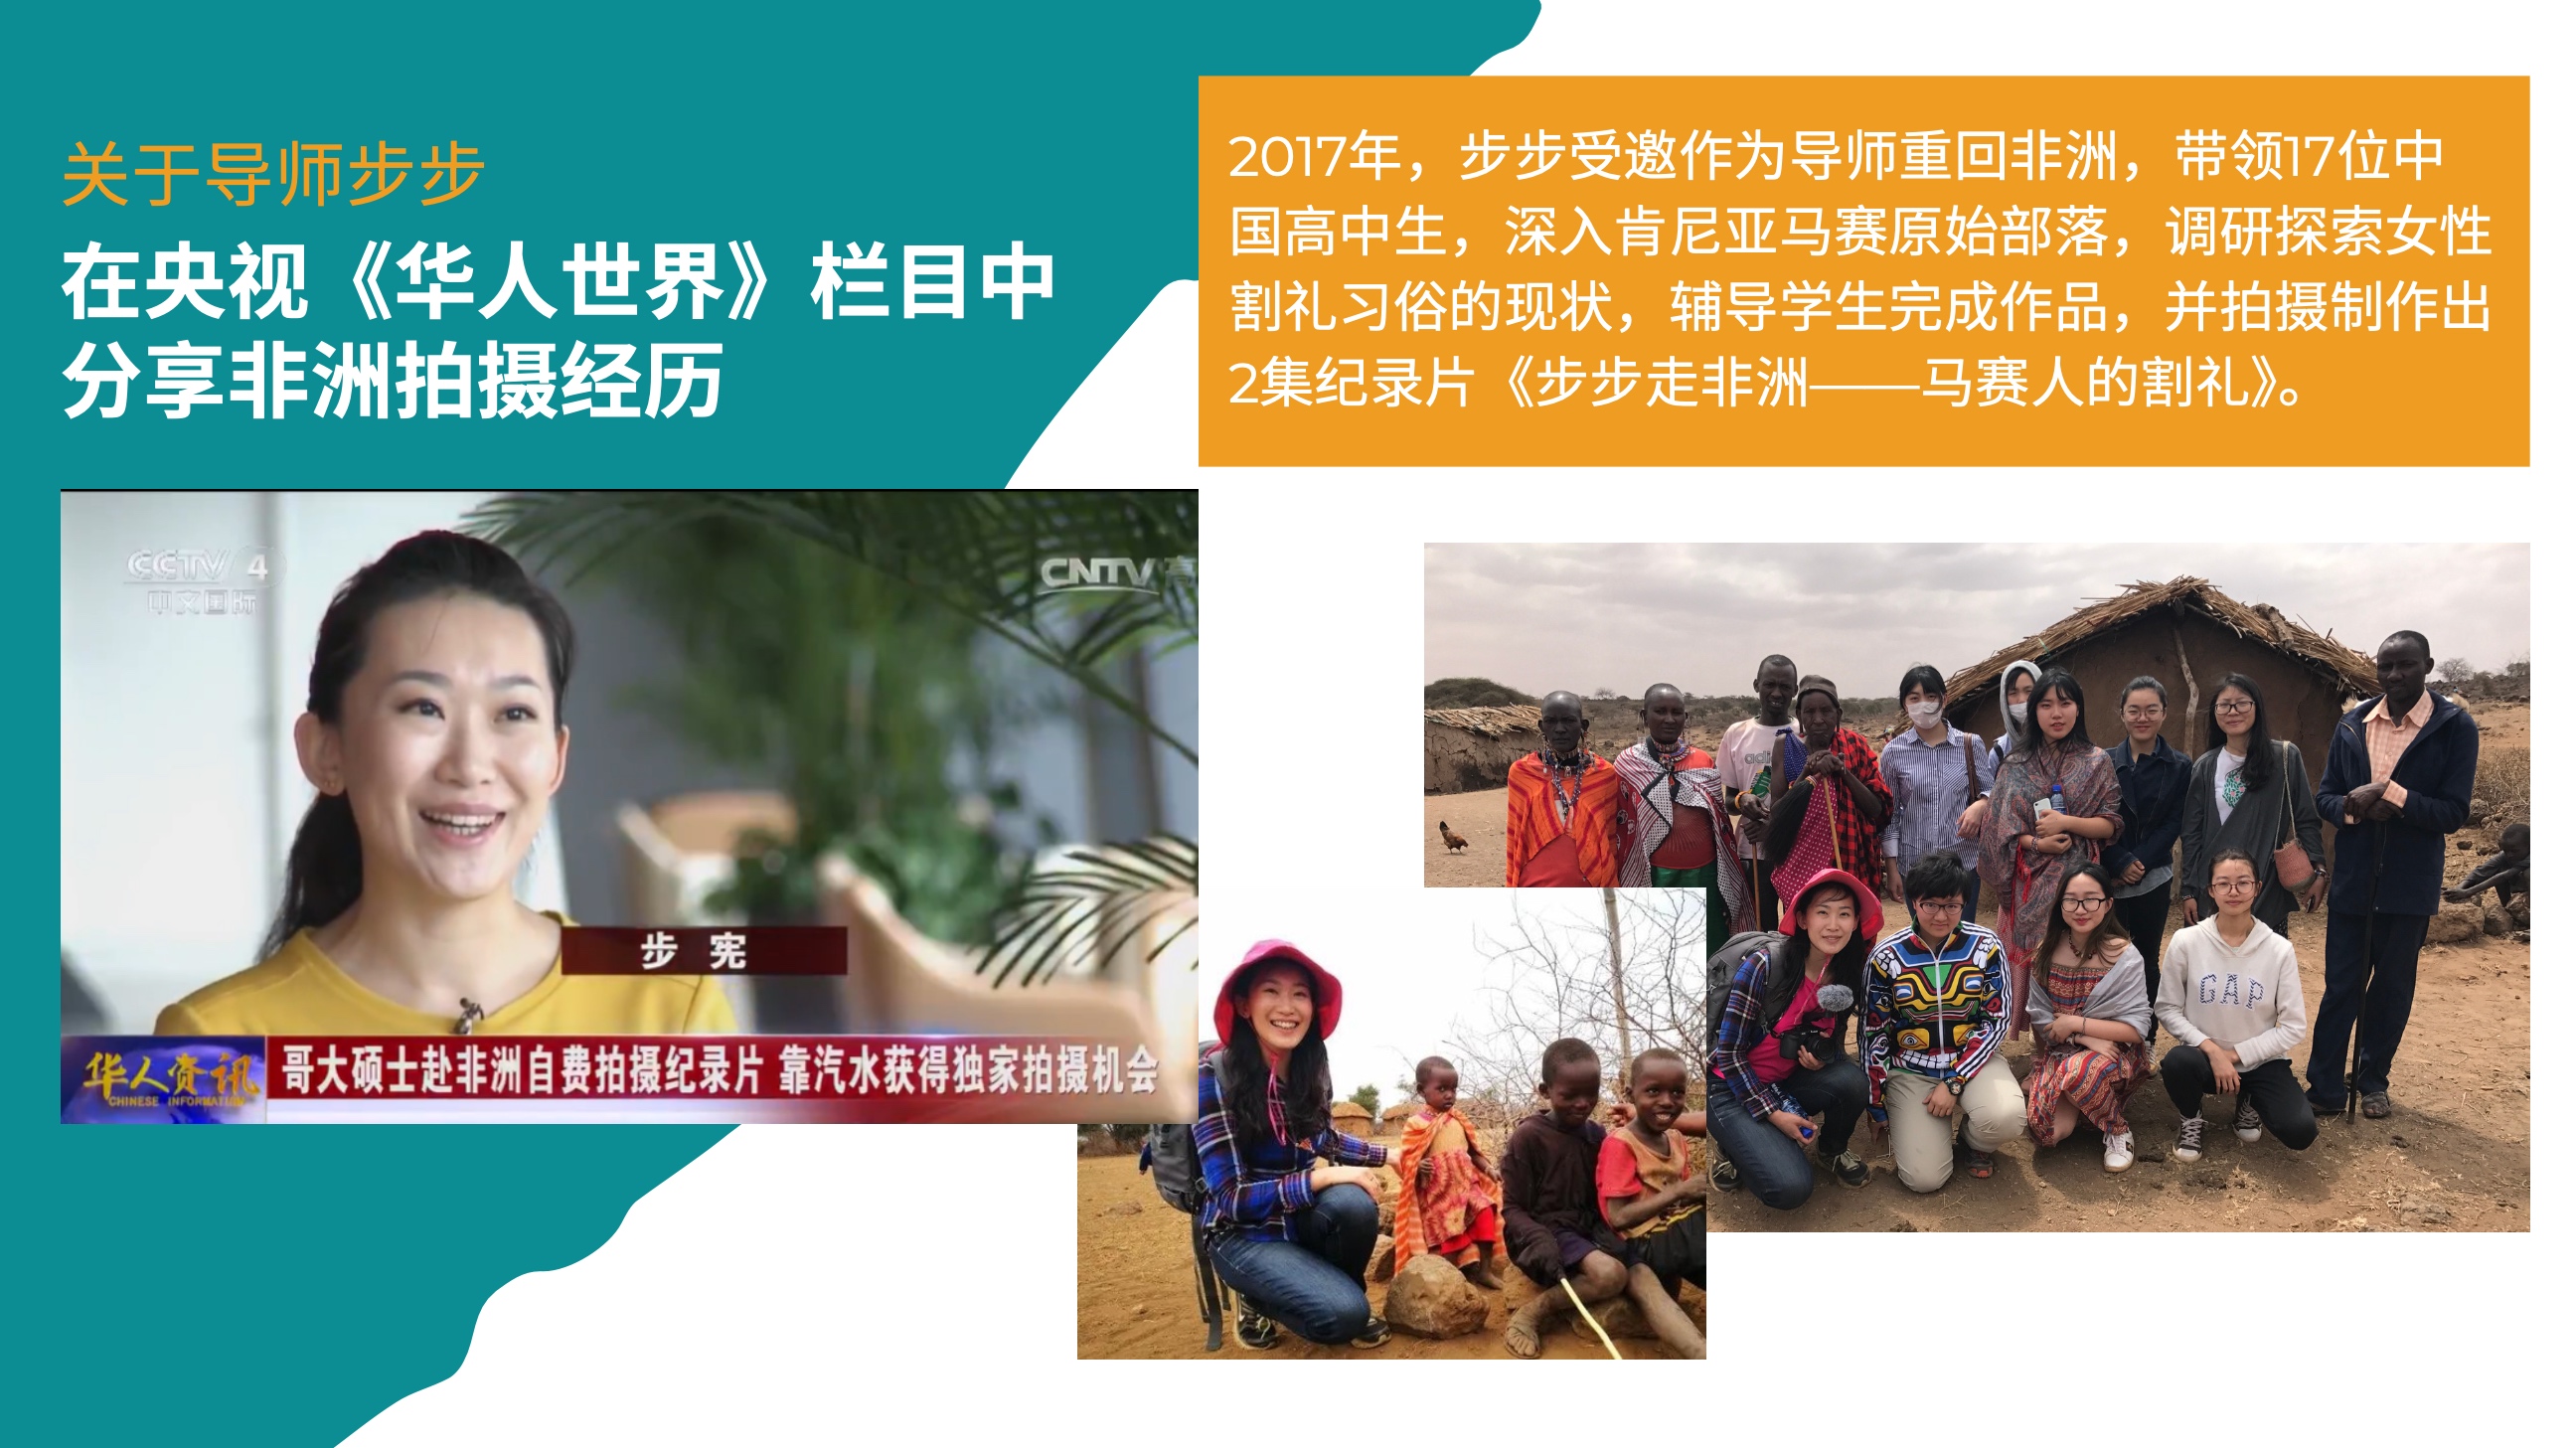 关于导师步步
在央视《华人世界》栏目中
分享非洲拍摄经历
2017年，步步受邀作为导师重回非洲，带领17位中
国高中生，深入肯尼亚马赛原始部落，调研探索女性
割礼习俗的现状，辅导学生完成作品，并拍摄制作出
2集纪录片《步步走非洲——马赛人的割礼》。
CCTV 4
中文国际
CNTV 高
步 宪
华人资讯
CHINESE INFORMATION
哥大硕士赴非洲自费拍摄纪录片 靠汽水获得独家拍摄机会
adi
GAP